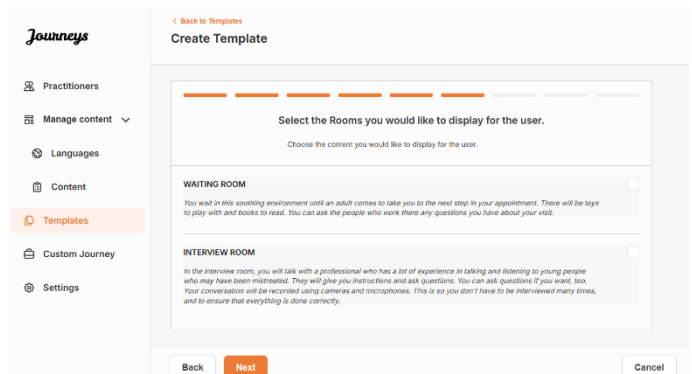 Journeys
< Back to Templates
Create Template
Practitioners
Manage content
Languages
Content
Templates
Custom Journey
Settings
Select the Rooms you would like to display for the user.
Choose the content you would like to display for the user.
WAITING ROOM
You wait in this soothing environment until an adult comes to take you to the next step in your appointment. There will be toys
to play with and books to read. You can ask the people who work there any questions you have about your visit.
INTERVIEW ROOM
In the interview room, you will talk with a professional who has a lot of experience in talking and listening to young people
who may have been mistreated. They will give you instructions and ask questions. You can ask questions if you want, too.
Your conversation will be recorded using cameras and microphones. This is so you don't have to be interviewed many times,
and to ensure that everything is done correctly.
Back
Next
Cancel